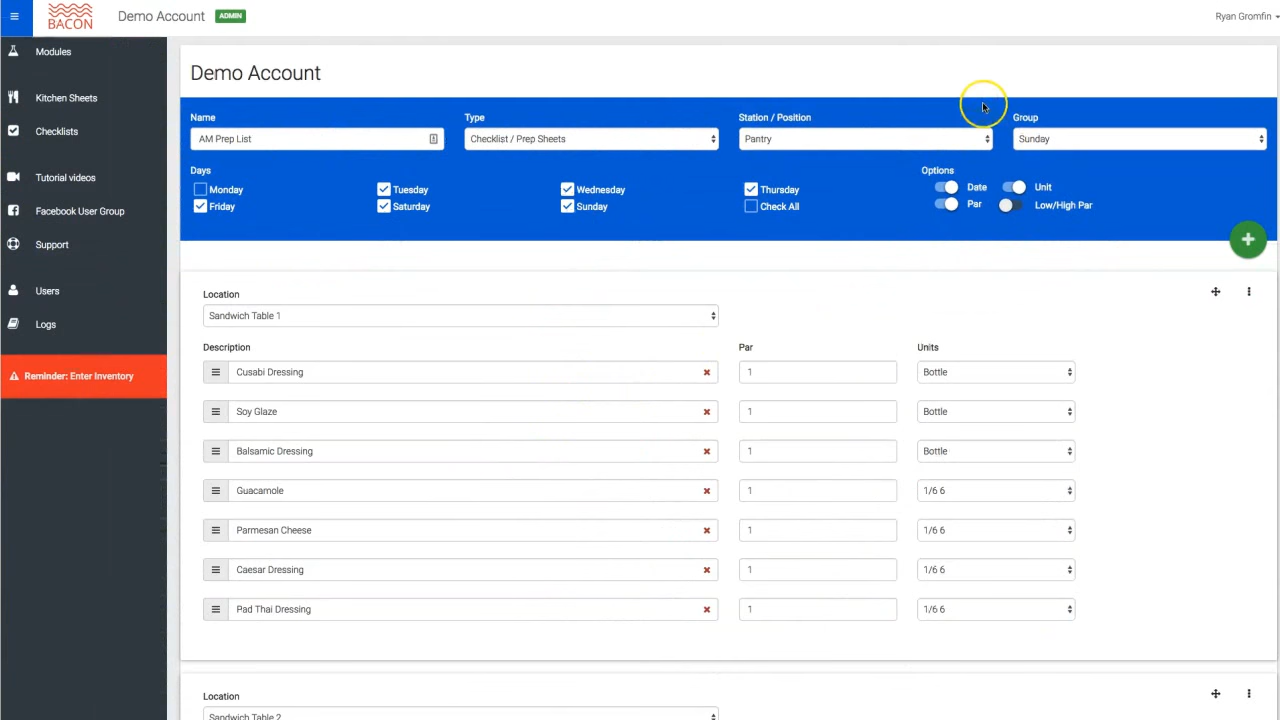 BACON
Demo Account ADMIN
Ryan Gromfin
Modules
Kitchen Sheets
Checklists
Tutorial videos
Facebook User Group
Support
Users
Logs
Reminder: Enter Inventory
Demo Account
Name Type Station / Position Group
AM Prep List Checklist / Prep Sheets Pantry Sunday
Days Options
Monday Tuesday Wednesday Thursday Date Unit
Friday Saturday Sunday Check All Par Low/High Par
Location
Sandwich Table 1
Description Par Units
Cusabi Dressing 1 Bottle
Soy Glaze 1 Bottle
Balsamic Dressing 1 Bottle
Guacamole 1 1/6 6
Parmesan Cheese 1 1/6 6
Caesar Dressing 1 1/6 6
Pad Thai Dressing 1 1/6 6
Location
Sandwich Table 2